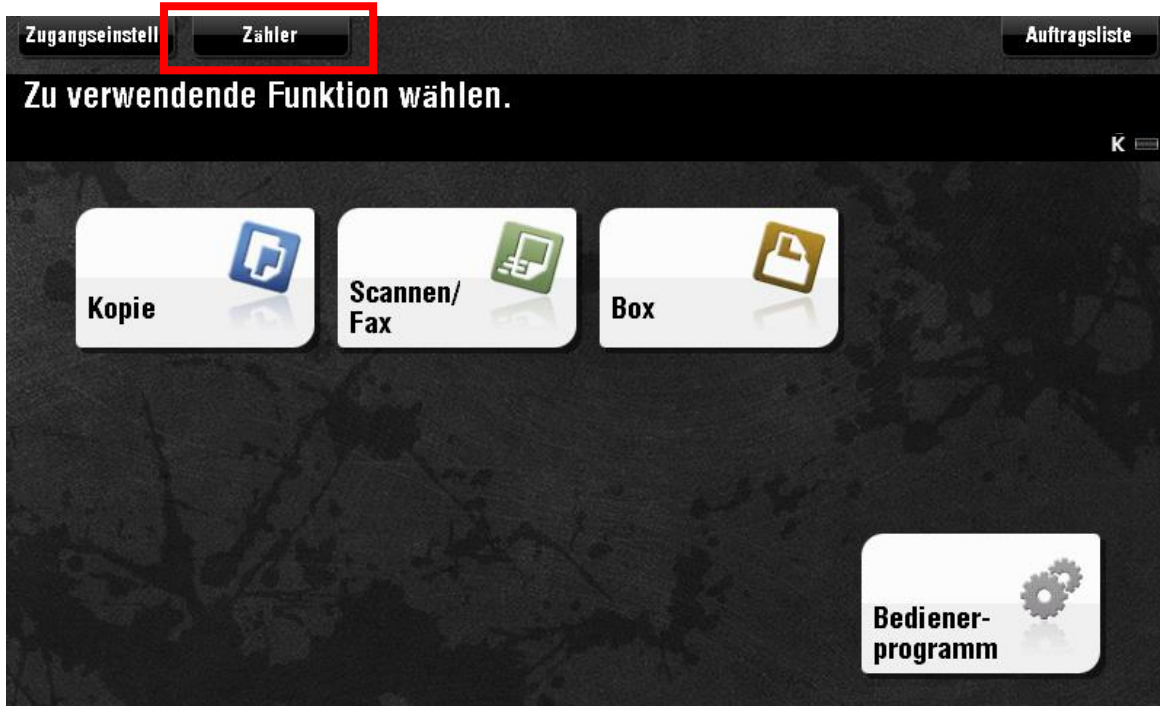 Zugangseinstell
Zähler
Auftragsliste
Zu verwendende Funktion wählen.
K
Kopie
Scannen/
Fax
Box
Bediener-
programm